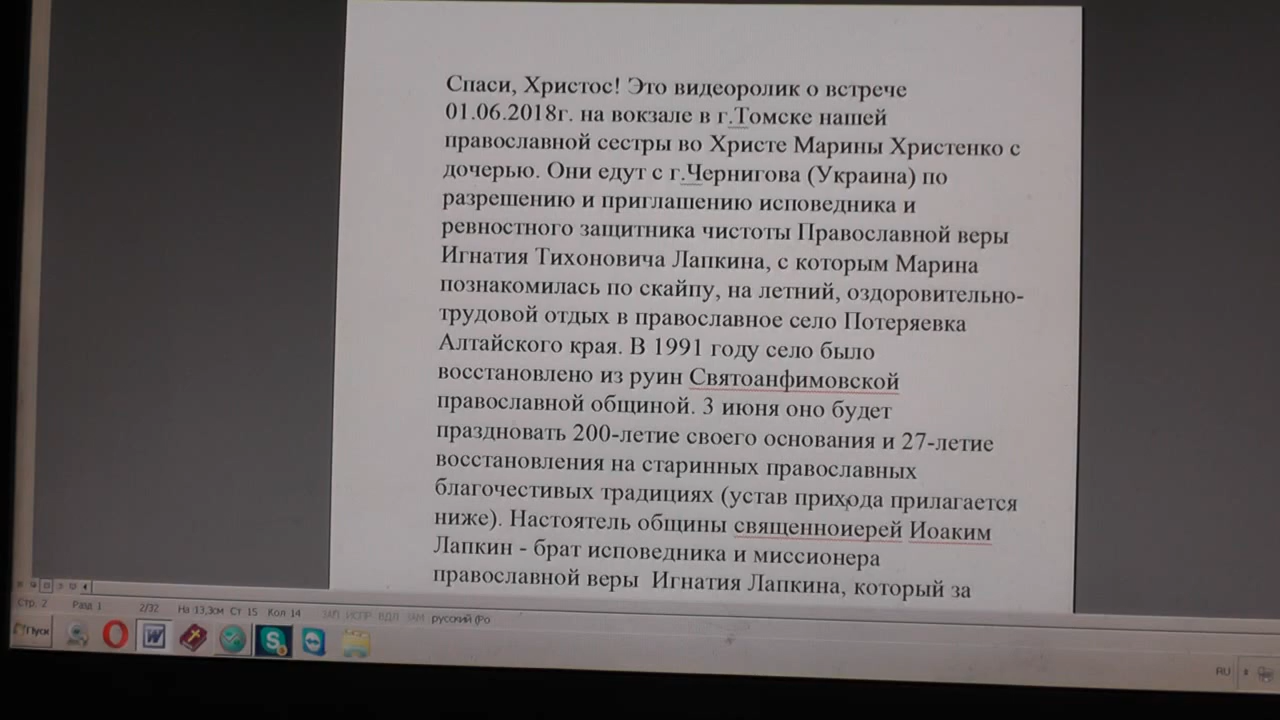 Спаси, Христос! Это видеоролик о встрече
01.06.2018г. на вокзале в г.Томске нашей
православной сестры во Христе Марины Христенко с
дочерью. Они едут с г.Чернигова (Украина) по
разрешению и приглашению исповедника и
ревностного защитника чистоты Православной веры
Игнатия Тихоновича Лапкина, с которым Марина
познакомилась по скайпу, на летний, оздоровительно-
трудовой отдых в православное село Потеряевка
Алтайского края. В 1991 году село было
восстановлено из руин Святоанфимовской
православной общиной. 3 июня оно будет
праздновать 200-летие своего основания и 27-летие
восстановления на старинных православных
благочестивых традициях (устав прихода прилагается
ниже). Настоятель общины священноиерей Иоаким
Лапкин - брат исповедника и миссионера
православной веры Игнатия Лапкина, который за
Стр. 2 Разд 1 2/32 На 13,3см Ст 15 Кол 14 ЗАП ИСПР ВДЛ ЗАМ русский (Ро
Пуск
RU